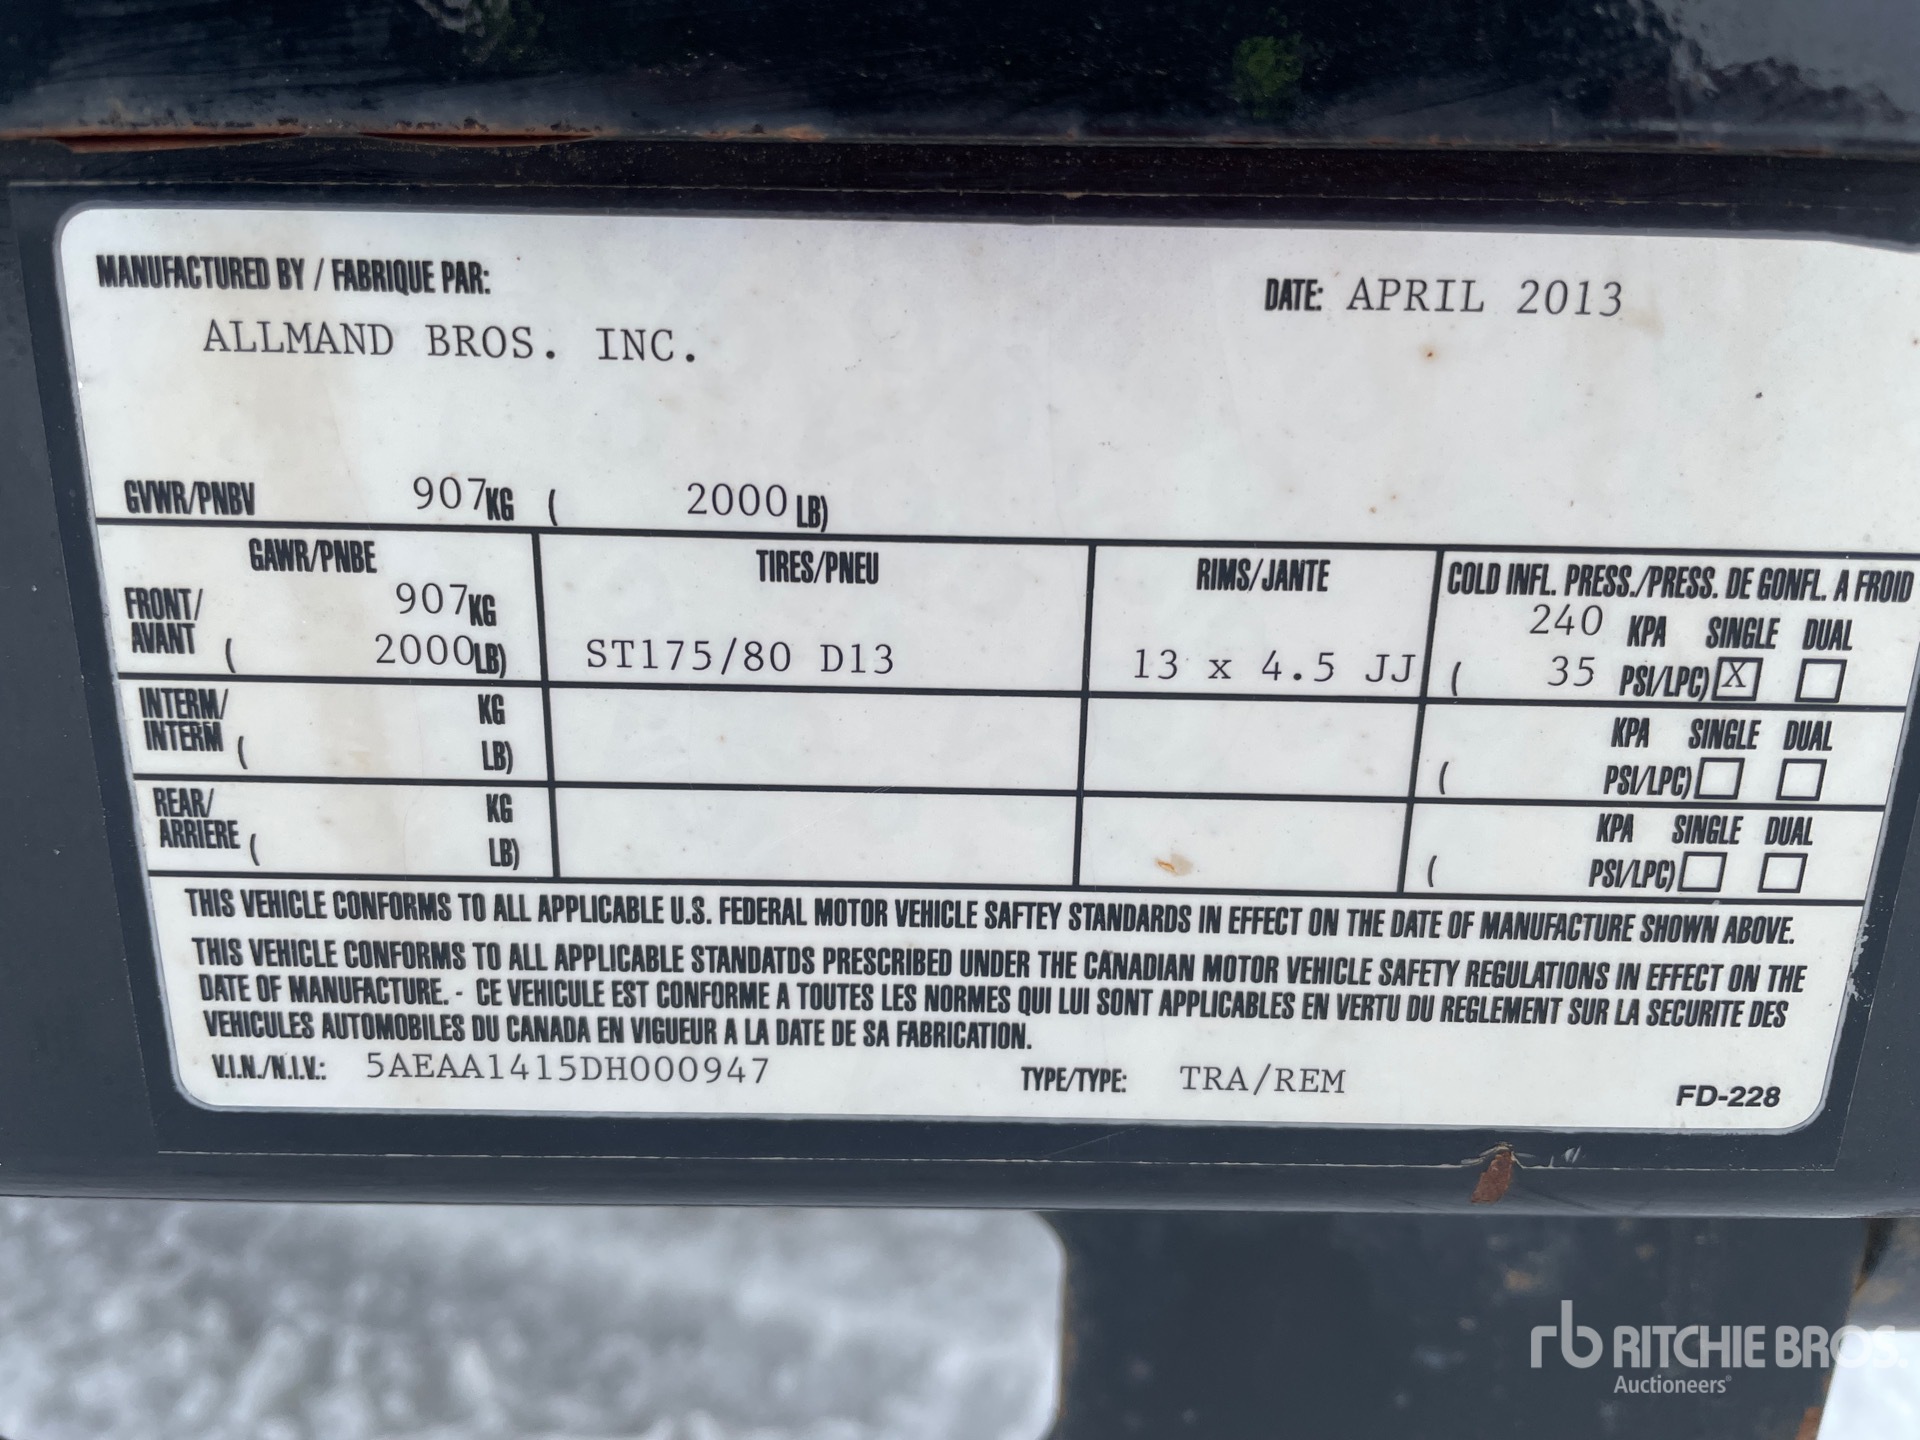 MANUFACTURED BY / FABRIQUE PAR:
ALLMAND BROS. INC.
DATE: APRIL 2013
GVWR/PNBV 907 KG ( 2000 LB)
GAWR/PNBE TIRES/PNEU RIMS/JANTE COLD INFL. PRESS./PRESS. DE GONFL. A FROID
FRONT/ 907 KG 240 KPA SINGLE DUAL
AVANT ( 2000 LB) ST175/80 D13 13 x 4.5 JJ ( 35 PSI/LPC) X
INTERM/ KG KPA SINGLE DUAL
INTERM ( LB) ( PSI/LPC)
REAR/ KG KPA SINGLE DUAL
ARRIERE ( LB) ( PSI/LPC)
THIS VEHICLE CONFORMS TO ALL APPLICABLE U.S. FEDERAL MOTOR VEHICLE SAFTEY STANDARDS IN EFFECT ON THE DATE OF MANUFACTURE SHOWN ABOVE.
THIS VEHICLE CONFORMS TO ALL APPLICABLE STANDATDS PRESCRIBED UNDER THE CANADIAN MOTOR VEHICLE SAFETY REGULATIONS IN EFFECT ON THE
DATE OF MANUFACTURE. - CE VEHICULE EST CONFORME A TOUTES LES NORMES QUI LUI SONT APPLICABLES EN VERTU DU REGLEMENT SUR LA SECURITE DES
VEHICULES AUTOMOBILES DU CANADA EN VIGUEUR A LA DATE DE SA FABRICATION.
V.I.N./N.I.V.: 5AEAA1415DH000947 TYPE/TYPE: TRA/REM
FD-228
rb RITCHIE BROS.
Auctioneers